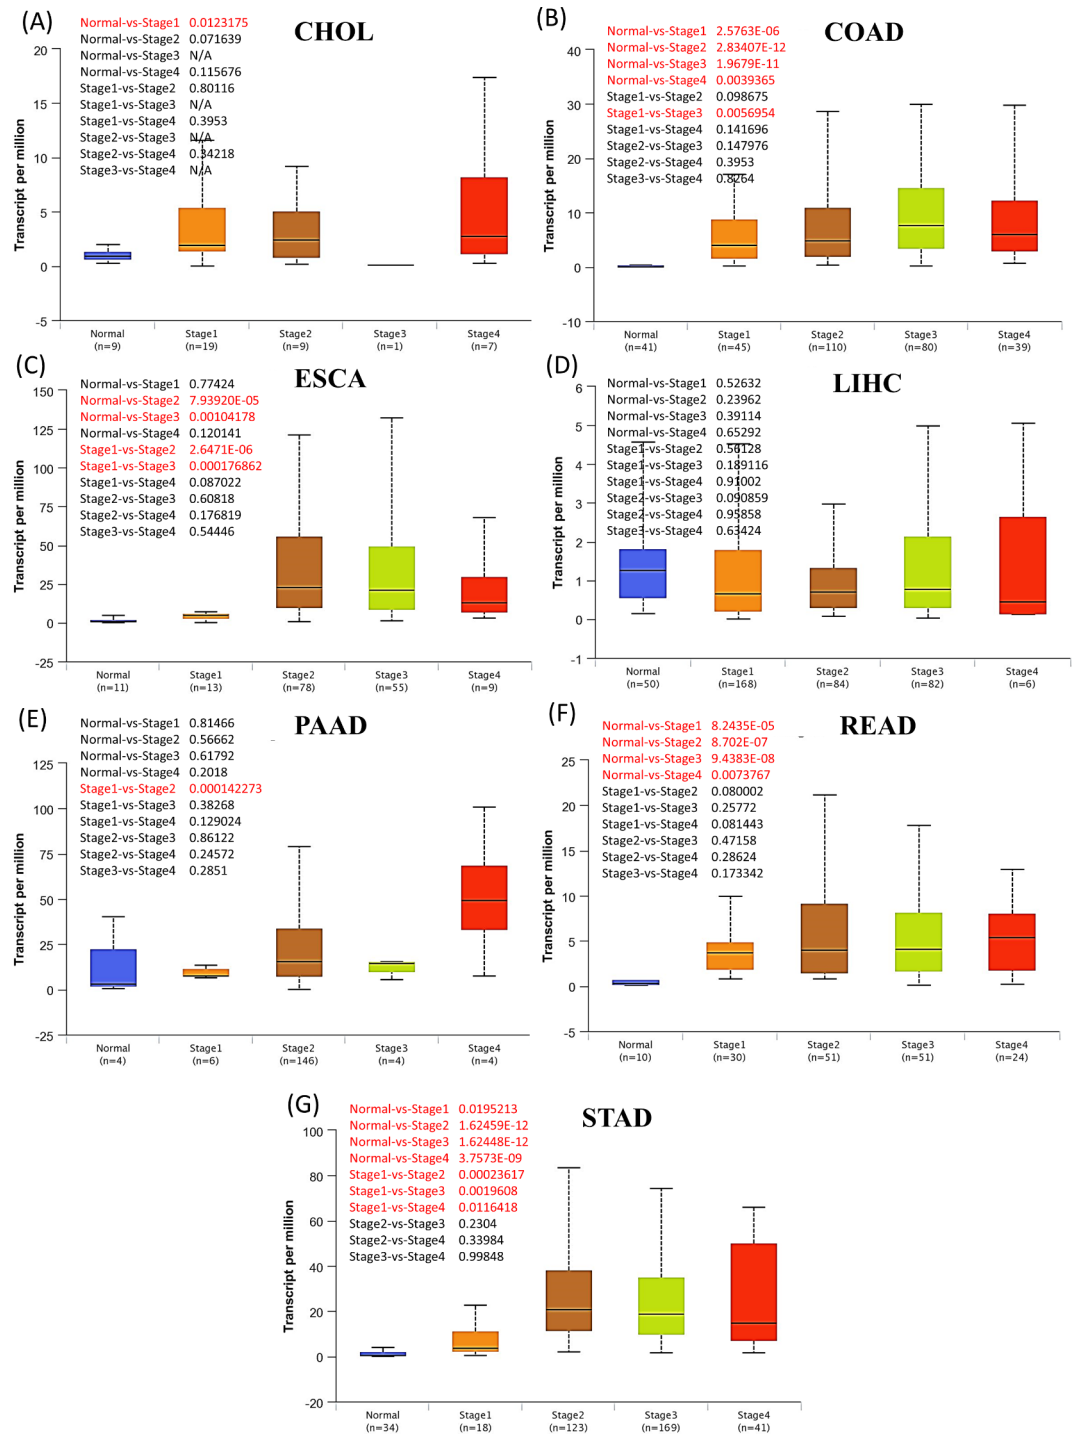 (A)
CHOL
Normal-vs-Stage1 0.0123175
Normal-vs-Stage2 0.071639
Normal-vs-Stage3 N/A
Normal-vs-Stage4 0.115676
Stage1-vs-Stage2 0.80116
Stage1-vs-Stage3 N/A
Stage1-vs-Stage4 0.3953
Stage2-vs-Stage3 N/A
Stage2-vs-Stage4 0.34218
Stage3-vs-Stage4 N/A
Transcript per million
20
15
10
5
0
-5
Normal Stage1 Stage2 Stage3 Stage4
(n=9) (n=19) (n=9) (n=1) (n=7)
(B)
COAD
Normal-vs-Stage1 2.5763E-06
Normal-vs-Stage2 2.83407E-12
Normal-vs-Stage3 1.9679E-11
Normal-vs-Stage4 0.0039365
Stage1-vs-Stage2 0.098675
Stage1-vs-Stage3 0.0056954
Stage1-vs-Stage4 0.141696
Stage2-vs-Stage3 0.147976
Stage2-vs-Stage4 0.3953
Stage3-vs-Stage4 0.8264
Transcript per million
40
30
20
10
0
-10
Normal Stage1 Stage2 Stage3 Stage4
(n=41) (n=45) (n=110) (n=80) (n=39)
(C)
ESCA
Normal-vs-Stage1 0.77424
Normal-vs-Stage2 7.93920E-05
Normal-vs-Stage3 0.00104178
Normal-vs-Stage4 0.120141
Stage1-vs-Stage2 2.6471E-06
Stage1-vs-Stage3 0.000176862
Stage1-vs-Stage4 0.087022
Stage2-vs-Stage3 0.60818
Stage2-vs-Stage4 0.176819
Stage3-vs-Stage4 0.54446
Transcript per million
150
125
100
75
50
25
0
-25
Normal Stage1 Stage2 Stage3 Stage4
(n=11) (n=13) (n=78) (n=55) (n=9)
(D)
LIHC
Normal-vs-Stage1 0.52632
Normal-vs-Stage2 0.23962
Normal-vs-Stage3 0.39114
Normal-vs-Stage4 0.65292
Stage1-vs-Stage2 0.56128
Stage1-vs-Stage3 0.189116
Stage1-vs-Stage4 0.91002
Stage2-vs-Stage3 0.090859
Stage2-vs-Stage4 0.95858
Stage3-vs-Stage4 0.63424
Transcript per million
6
5
4
3
2
1
0
-1
Normal Stage1 Stage2 Stage3 Stage4
(n=50) (n=168) (n=84) (n=82) (n=6)
(E)
PAAD
Normal-vs-Stage1 0.81466
Normal-vs-Stage2 0.56662
Normal-vs-Stage3 0.61792
Normal-vs-Stage4 0.2018
Stage1-vs-Stage2 0.000142273
Stage1-vs-Stage3 0.38268
Stage1-vs-Stage4 0.129024
Stage2-vs-Stage3 0.86122
Stage2-vs-Stage4 0.24572
Stage3-vs-Stage4 0.2851
Transcript per million
125
100
75
50
25
0
-25
Normal Stage1 Stage2 Stage3 Stage4
(n=4) (n=6) (n=146) (n=4) (n=4)
(F)
READ
Normal-vs-Stage1 8.2435E-05
Normal-vs-Stage2 8.702E-07
Normal-vs-Stage3 9.4383E-08
Normal-vs-Stage4 0.0073767
Stage1-vs-Stage2 0.080002
Stage1-vs-Stage3 0.25772
Stage1-vs-Stage4 0.081443
Stage2-vs-Stage3 0.47158
Stage2-vs-Stage4 0.28624
Stage3-vs-Stage4 0.173342
Transcript per million
25
20
15
10
5
0
-5
Normal Stage1 Stage2 Stage3 Stage4
(n=10) (n=30) (n=51) (n=51) (n=24)
(G)
STAD
Normal-vs-Stage1 0.0195213
Normal-vs-Stage2 1.62459E-12
Normal-vs-Stage3 1.62448E-12
Normal-vs-Stage4 3.7573E-09
Stage1-vs-Stage2 0.00023617
Stage1-vs-Stage3 0.0019608
Stage1-vs-Stage4 0.0116418
Stage2-vs-Stage3 0.2304
Stage2-vs-Stage4 0.33984
Stage3-vs-Stage4 0.99848
Transcript per million
100
80
60
40
20
0
-20
Normal Stage1 Stage2 Stage3 Stage4
(n=34) (n=18) (n=123) (n=169) (n=41)